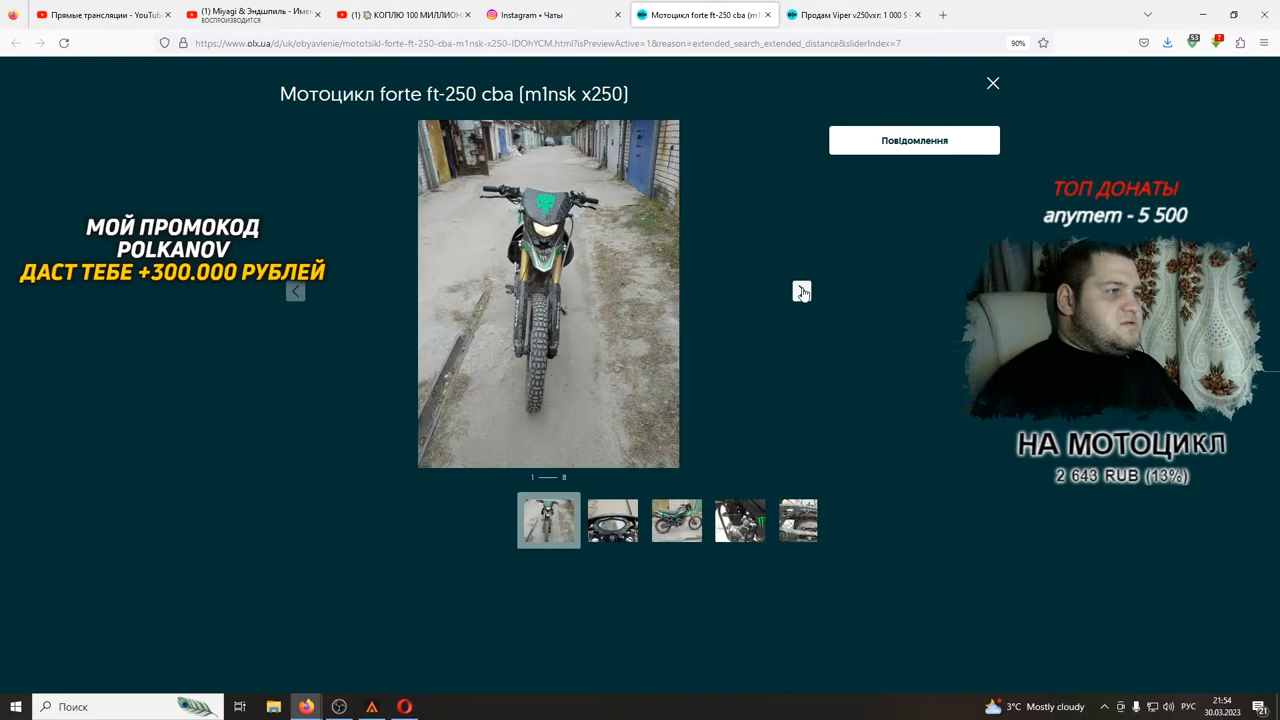 Прямые трансляции - YouTube
(1) Miyagi & Эндшпиль - Имен
ВОСПРОИЗВОДИТСЯ
(1) КОПЛЮ 100 МИЛЛИОН
Instagram • Чаты
Мотоцикл forte ft-250 cba (m1
Продам Viper v250vxr: 1 000 $ -
https://www.olx.ua/d/uk/obyavlenie/mototsikl-forte-ft-250-cba-m1nsk-x250-IDOhYCM.html?isPreviewActive=1&reason=extended_search_extended_distance&sliderIndex=7
90%
53
?
Мотоцикл forte ft-250 cba (m1nsk x250)
Повідомлення
ТОП ДОНАТЫ
anymem - 5 500
МОЙ ПРОМОКОД
POLKANOV
ДАСТ ТЕБЕ +300.000 РУБЛЕЙ
НА МОТОЦИКЛ
2 643 RUB (13%)
1 8
Поиск
3°C Mostly cloudy
РУС
21:54
30.03.2023